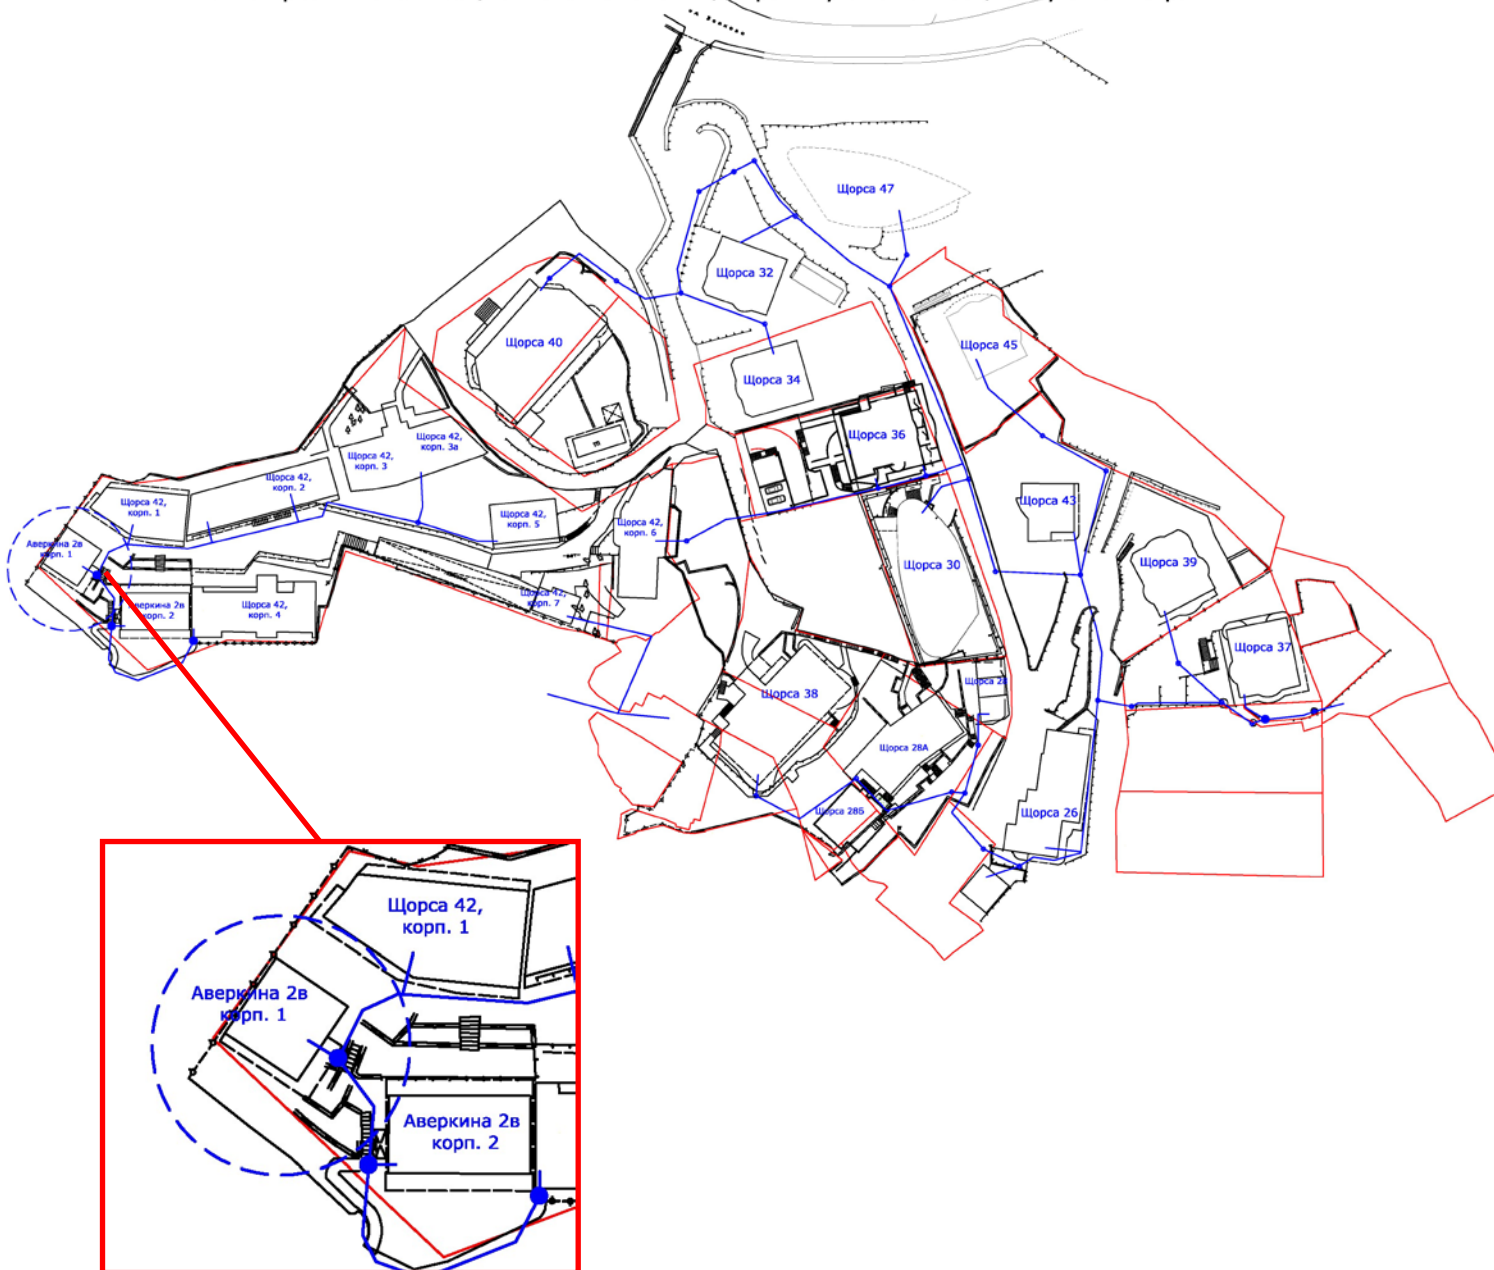 Щорса 47
Щорса 32
Щорса 40
Щорса 45
Щорса 34
Щорса 36
Щорса 42,
корп. 3а
Щорса 42,
корп. 3
Щорса 42,
корп. 2
Щорса 42,
корп. 1
Щорса 42,
корп. 5
Щорса 42,
корп. 6
Щорса 43
Аверкина 2в
корп. 1
Щорса 39
Щорса 30
Аверкина 2в
корп. 2
Щорса 42,
корп. 4
Щорса 42,
корп. 7
Щорса 37
Щорса 38
Щорса 28
Щорса 28А
Щорса 28Б
Щорса 26
Щорса 42,
корп. 1
Аверкина 2в
корп. 1
Аверкина 2в
корп. 2